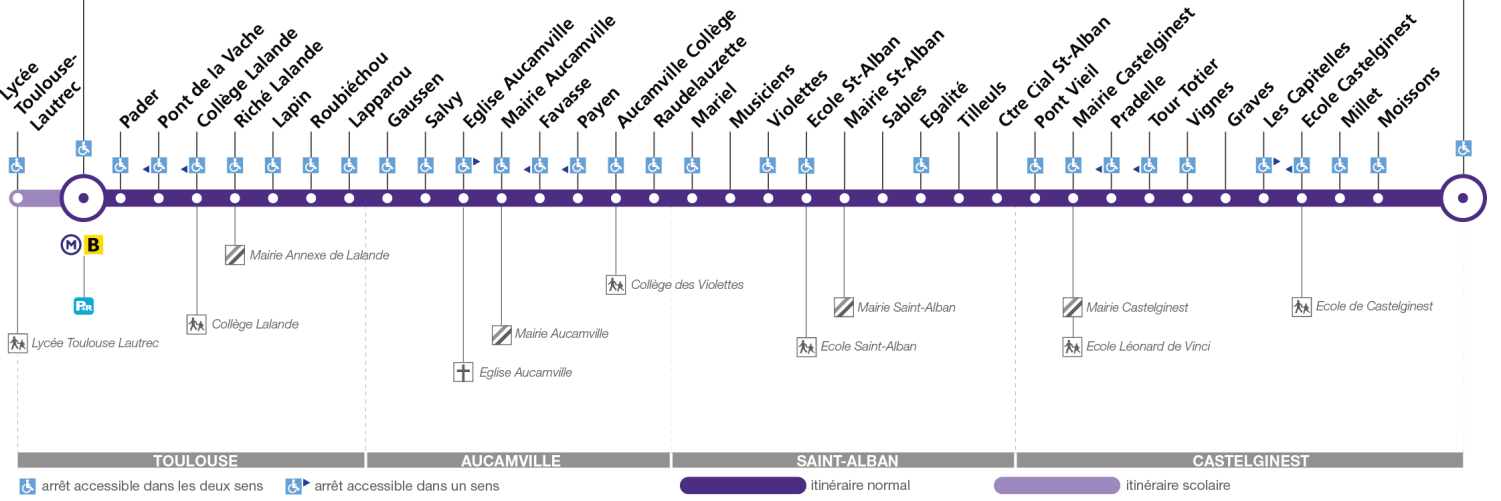 Lycée
Toulouse-
Lautrec
Pader
Pont de la Vache
Collège Lalande
Riché Lalande
Lapin
Roubiéchou
Lapparou
Gaussen
Salvy
Eglise Aucamville
Mairie Aucamville
Favasse
Payen
Aucamville Collège
Raudelauzette
Mariel
Musiciens
Violettes
Ecole St-Alban
Mairie St-Alban
Sables
Egalité
Tilleuls
Ctre Cial St-Alban
Pont Vieil
Mairie Castelginest
Pradelle
Tour Totier
Vignes
Graves
Les Capitelles
Ecole Castelginest
Millet
Moissons
M B
P+R
Mairie Annexe de Lalande
Collège des Violettes
Mairie Saint-Alban
Mairie Castelginest
Ecole de Castelginest
Collège Lalande
Mairie Aucamville
Lycée Toulouse Lautrec
Ecole Saint-Alban
Ecole Léonard de Vinci
Eglise Aucamville
TOULOUSE
AUCAMVILLE
SAINT-ALBAN
CASTELGINEST
arrêt accessible dans les deux sens
arrêt accessible dans un sens
itinéraire normal
itinéraire scolaire